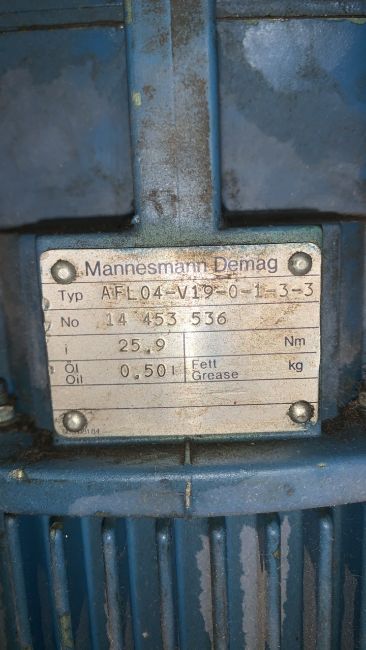 Mannesmann Demag
Typ AFL04-V19-0-1-3-3
No 14 453 536
i 25.9 Nm
Öl Oil 0.50 l Fett Grease kg